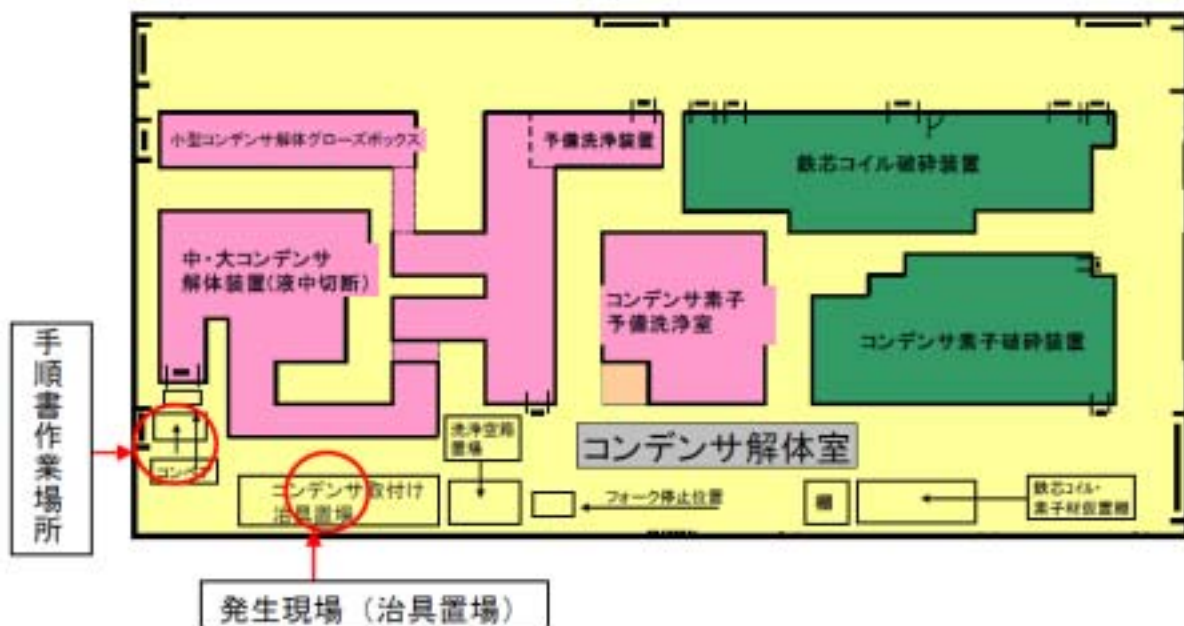 小型コンデンサ解体グローズボックス
予備洗浄装置
鉄芯コイル破砕装置
中・大コンデンサ
解体装置(液中切断)
コンデンサ素子
予備洗浄室
コンデンサ素子破砕装置
手順書作業場所
洗浄空箱
置場
コンデンサ解体室
コンデンサ取付け
治具置場
フォーク停止位置
棚
鉄芯コイル・
素子材仮置棚
発生現場（治具置場）